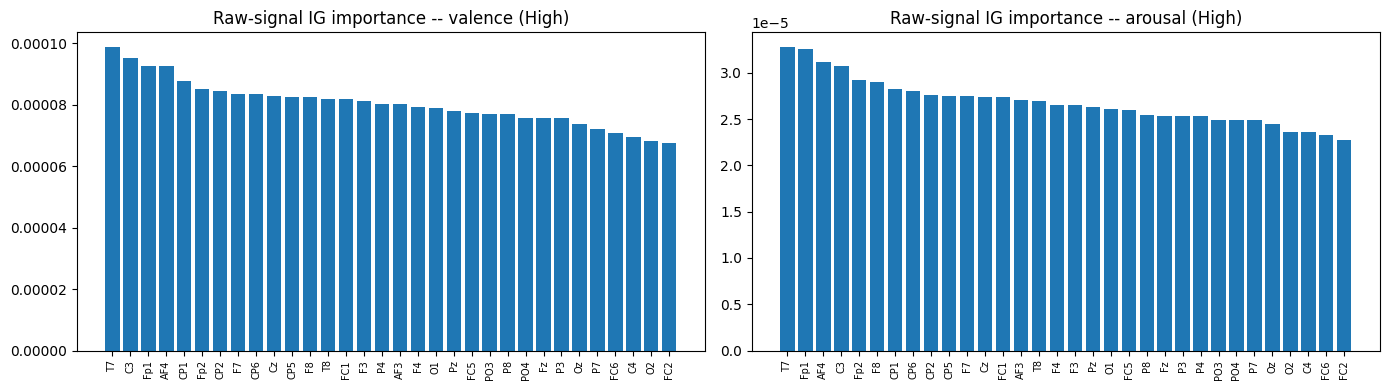 Raw-signal IG importance -- valence (High)
0.00010
0.00008
0.00006
0.00004
0.00002
0.00000
T7 C3 Fp1 AF4 CP1 Fp2 CP2 F7 CP6 Cz CP5 F8 T8 FC1 F3 P4 AF3 F4 O1 Pz FC5 PO3 P8 PO4 Fz P3 Oz P7 FC6 C4 O2 FC2
Raw-signal IG importance -- arousal (High)
1e−5
3.0
2.5
2.0
1.5
1.0
0.5
0.0
T7 Fp1 AF4 C3 Fp2 F8 CP1 CP6 CP2 CP5 F7 Cz FC1 AF3 T8 F4 F3 Pz O1 FC5 P8 Fz P3 P4 PO3 PO4 P7 Oz O2 C4 FC6 FC2